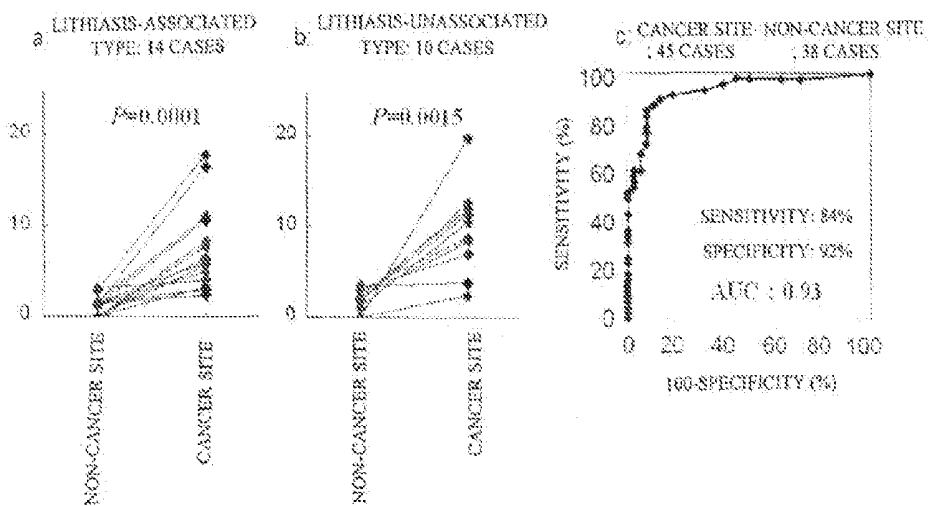 a. LITHIASIS-ASSOCIATED
TYPE: 14 CASES
20
10
0
P=0.0001
NON-CANCER SITE
CANCER SITE
b. LITHIASIS-UNASSOCIATED
TYPE: 10 CASES
20
10
0
P=0.0015
NON-CANCER SITE
CANCER SITE
c. CANCER SITE NON-CANCER SITE
: 45 CASES : 38 CASES
100
80
60
40
20
0
SENSITIVITY (%)
SENSITIVITY: 84%
SPECIFICITY: 92%
AUC : 0.93
0 20 40 60 80 100
100-SPECIFICITY (%)